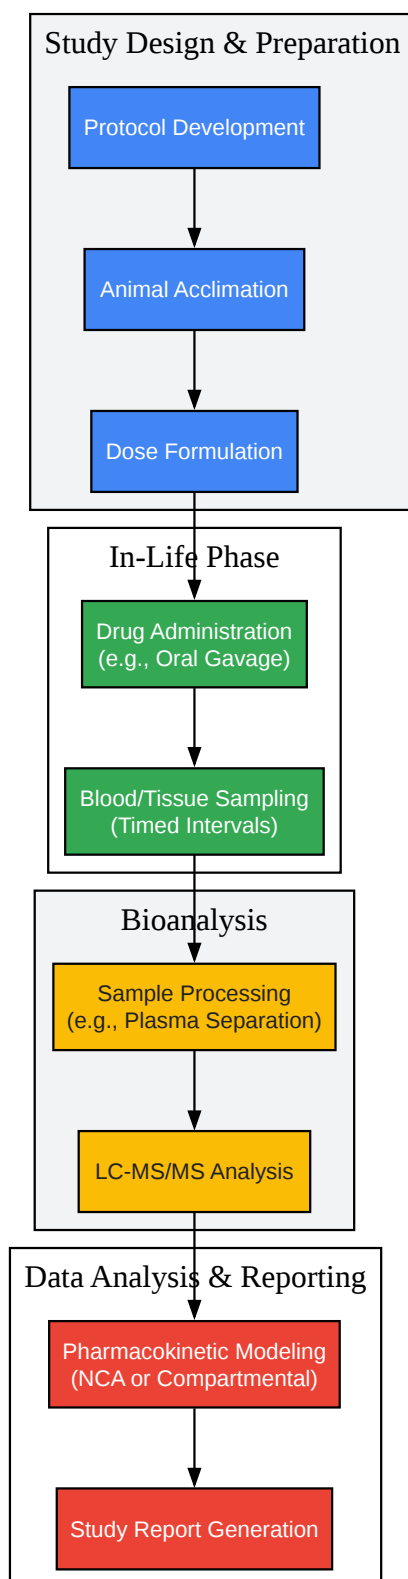 Study Design & Preparation
Protocol Development
Animal Acclimation
Dose Formulation
In-Life Phase
Drug Administration
(e.g., Oral Gavage)
Blood/Tissue Sampling
(Timed Intervals)
Bioanalysis
Sample Processing
(e.g., Plasma Separation)
LC-MS/MS Analysis
Data Analysis & Reporting
Pharmacokinetic Modeling
(NCA or Compartmental)
Study Report Generation